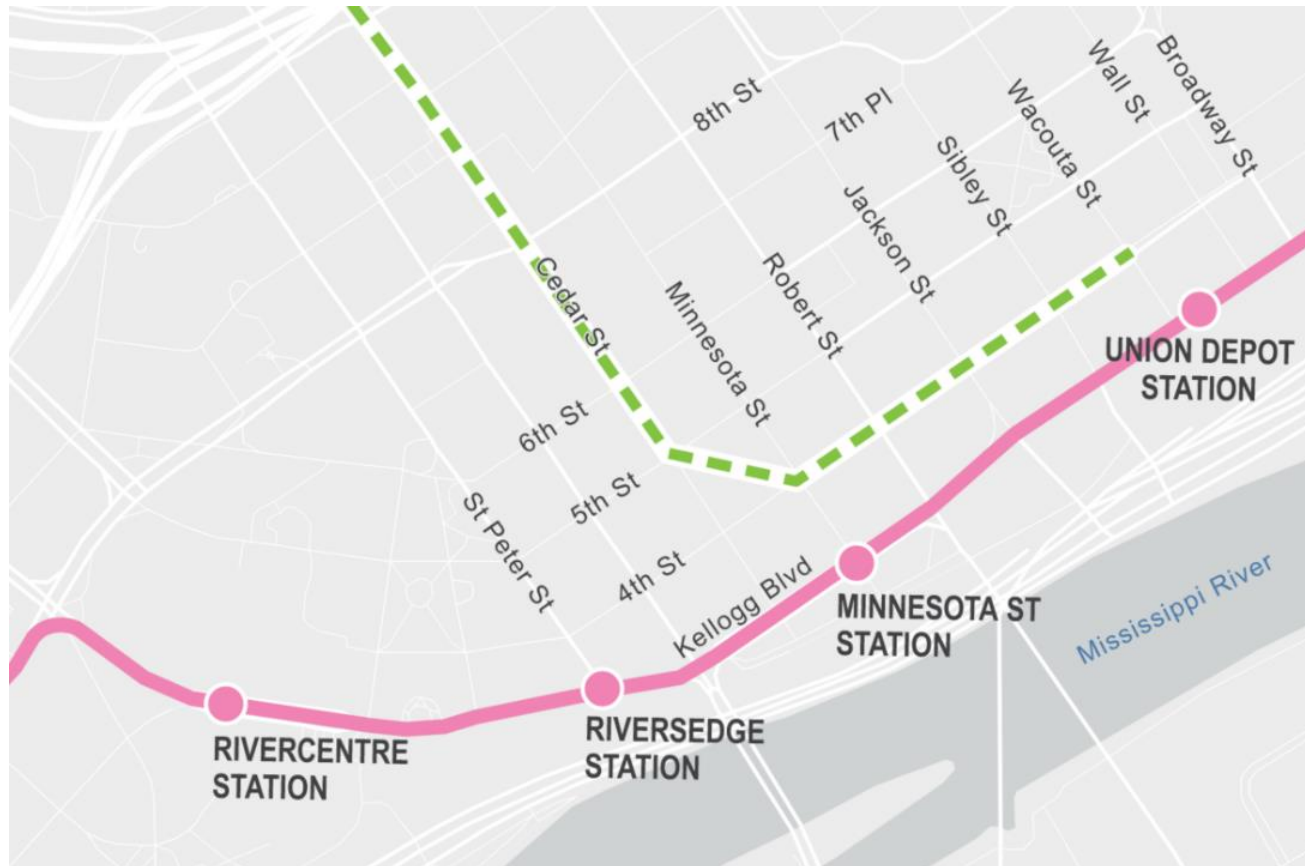 8th St
7th Pl
Wall St
Broadway St
Wacouta St
Sibley St
Jackson St
Robert St
Minnesota St
Cedar St
6th St
5th St
4th St
St Peter St
Kellogg Blvd
UNION DEPOT
STATION
MINNESOTA ST
STATION
Mississippi River
RIVERSEDGE
STATION
RIVERCENTRE
STATION